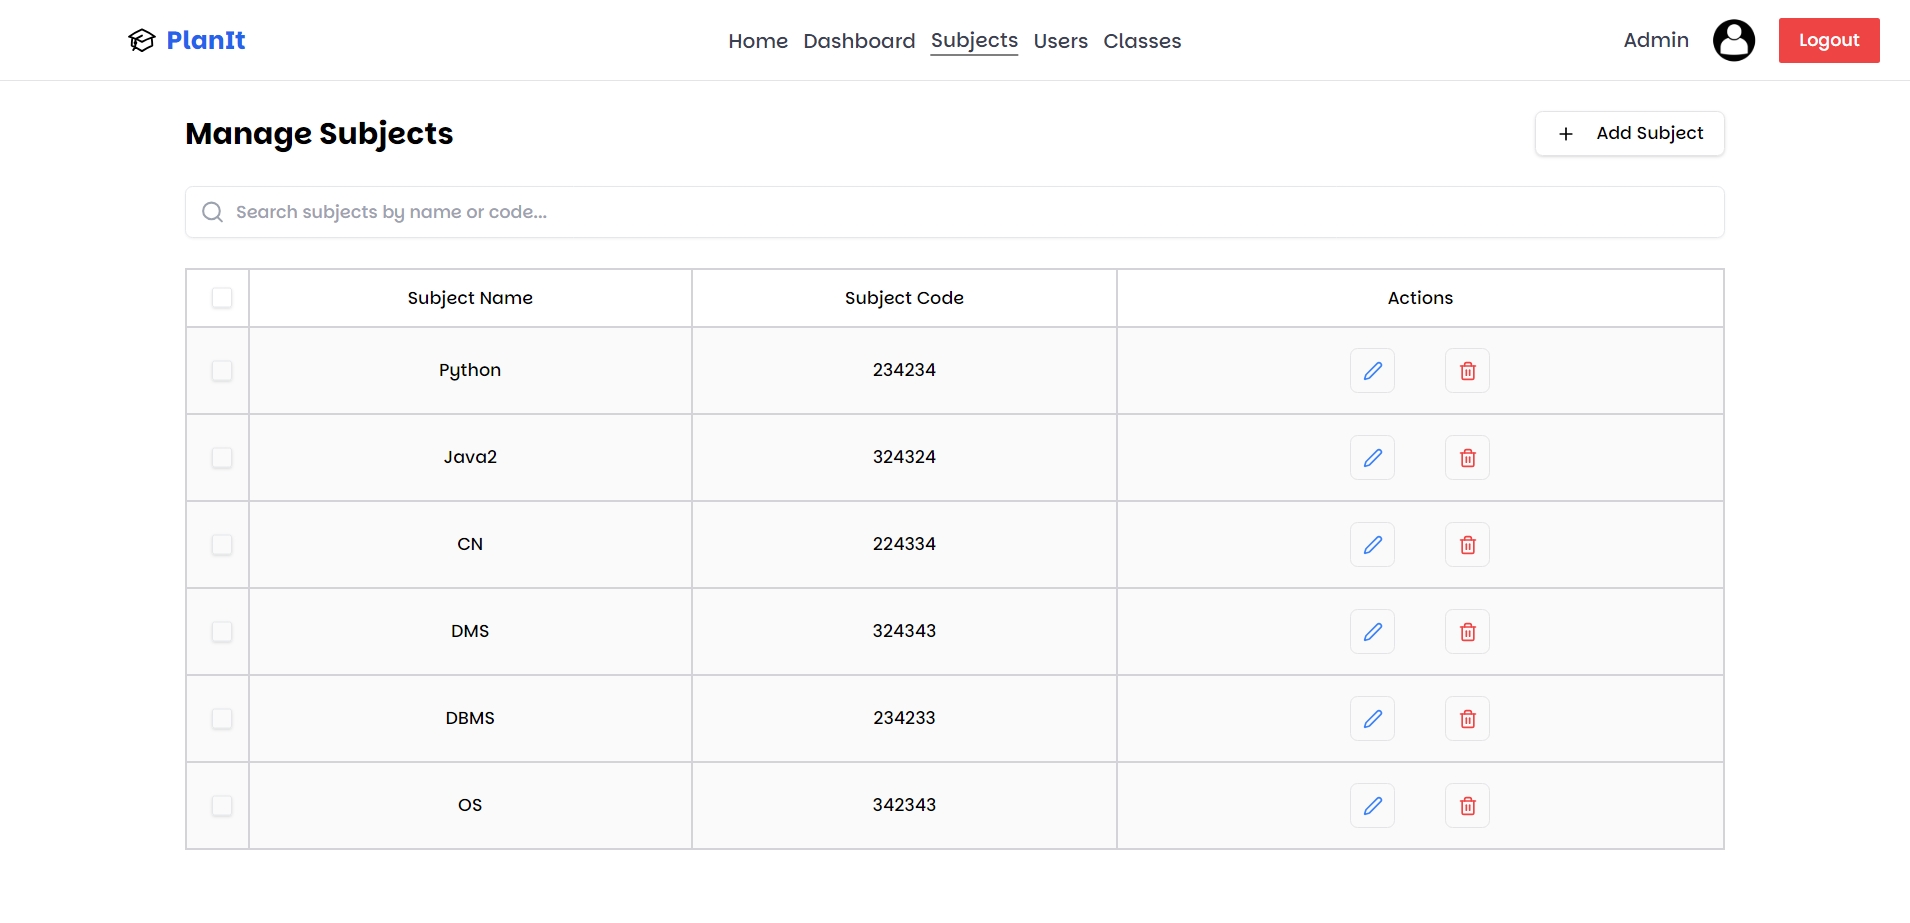 PlanIt
Home Dashboard Subjects Users Classes
Admin
Logout
Manage Subjects
+ Add Subject
Search subjects by name or code...
Subject Name Subject Code Actions
Python 234234
Java2 324324
CN 224334
DMS 324343
DBMS 234233
OS 342343